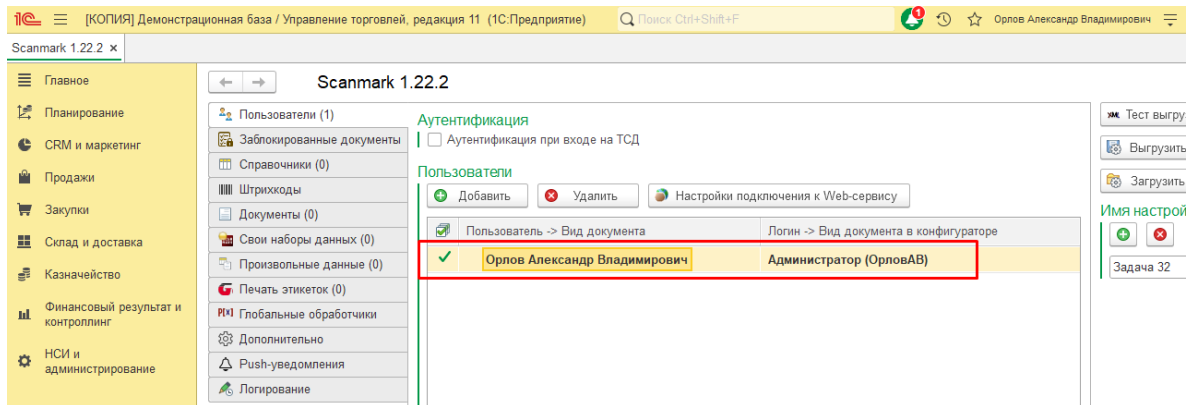 1С [КОПИЯ] Демонстрационная база / Управление торговлей, редакция 11 (1С:Предприятие) Поиск Ctrl+Shift+F 1 Орлов Александр Владимирович
Scanmark 1.22.2 ×
Главное
Планирование
CRM и маркетинг
Продажи
Закупки
Склад и доставка
Казначейство
Финансовый результат и
контроллинг
НСИ и
администрирование
Scanmark 1.22.2
Пользователи (1)
Заблокированные документы
Справочники (0)
Штрихкоды
Документы (0)
Свои наборы данных (0)
Произвольные данные (0)
Печать этикеток (0)
P[x] Глобальные обработчики
Дополнительно
Push-уведомления
Логирование
Аутентификация
Аутентификация при входе на ТСД
Пользователи
Добавить Удалить Настройки подключения к Web-сервису
Пользователь -> Вид документа Логин -> Вид документа в конфигураторе
Орлов Александр Владимирович Администратор (ОрловАВ)
XML Тест выгру
Выгрузить
Загрузить
Имя настрой
Задача 32